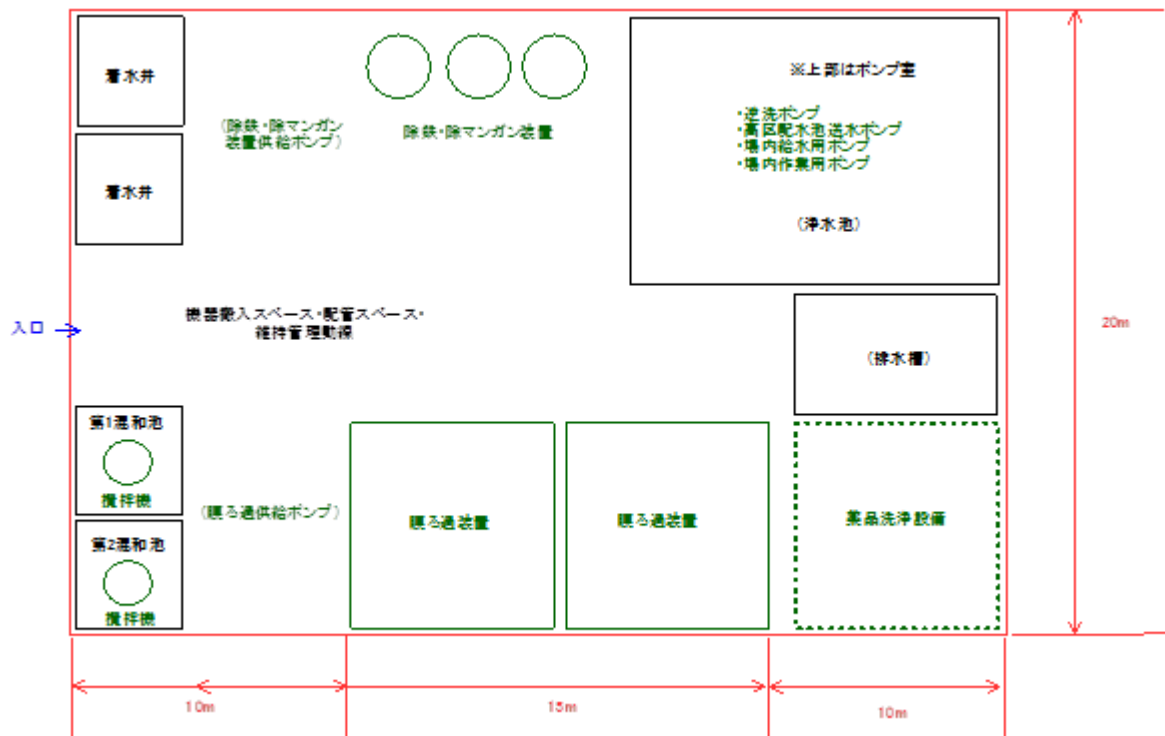 着水井
(除鉄・除マンガン
装置供給ポンプ)
除鉄・除マンガン装置
※上部はポンプ室
・逆洗ポンプ
・高区配水池送水ポンプ
・場内給水用ポンプ
・場内作業用ポンプ
(浄水池)
着水井
入口
機器搬入スペース・配管スペース・
維持管理動線
(排水槽)
20m
第1混和池
攪拌機
(膜ろ過供給ポンプ)
膜ろ過装置
膜ろ過装置
薬品洗浄設備
第2混和池
攪拌機
10m
15m
10m